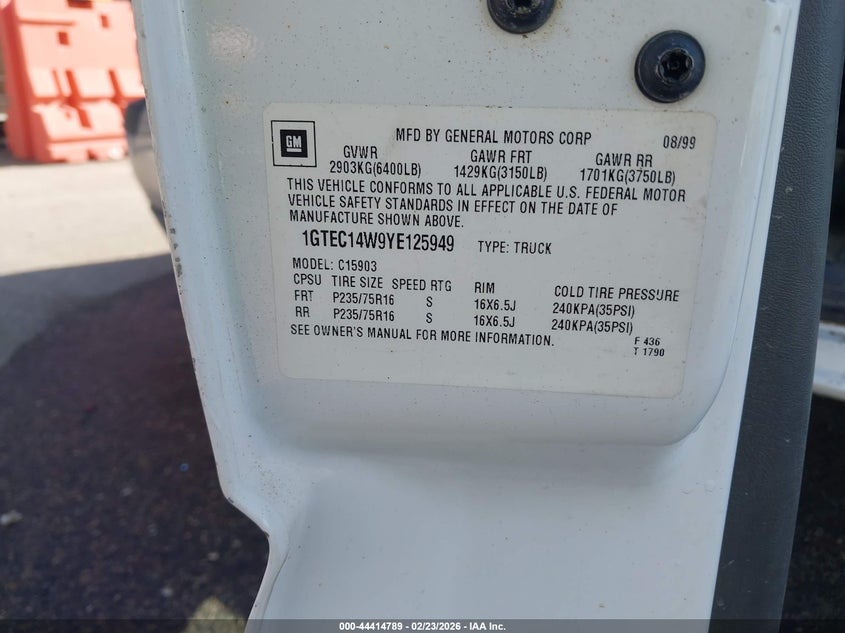 GM
MFD BY GENERAL MOTORS CORP 08/99
GVWR GAWR FRT GAWR RR
2903KG(6400LB) 1429KG(3150LB) 1701KG(3750LB)
THIS VEHICLE CONFORMS TO ALL APPLICABLE U.S. FEDERAL MOTOR
VEHICLE SAFETY STANDARDS IN EFFECT ON THE DATE OF
MANUFACTURE SHOWN ABOVE.
1GTEC14W9YE125949 TYPE: TRUCK
MODEL: C15903
CPSU TIRE SIZE SPEED RTG RIM COLD TIRE PRESSURE
FRT P235/75R16 S 16X6.5J 240KPA(35PSI)
RR P235/75R16 S 16X6.5J 240KPA(35PSI)
SEE OWNER'S MANUAL FOR MORE INFORMATION.
F 436
T 1790
000-44414789 - 02/23/2026 - IAA Inc.